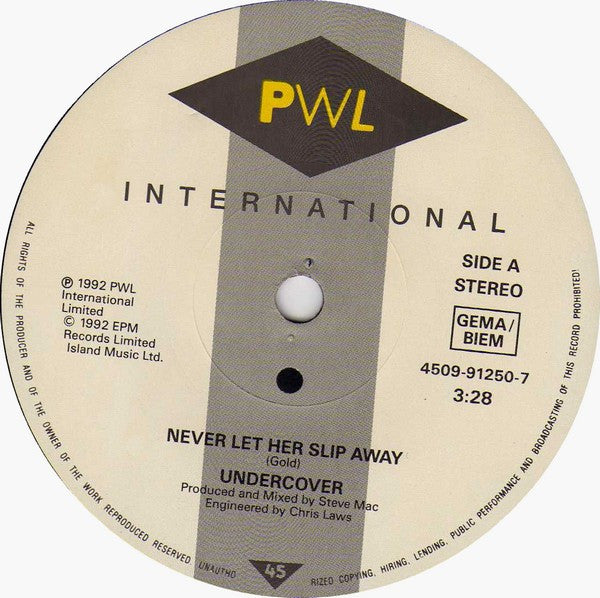 PWL
INTERNATIONAL
SIDE A
STEREO
GEMA/
BIEM
4509-91250-7
3:28
℗ 1992 PWL
International
Limited
© 1992 EPM
Records Limited
Island Music Ltd.
NEVER LET HER SLIP AWAY
(Gold)
UNDERCOVER
Produced and Mixed by Steve Mac
Engineered by Chris Laws
45
ALL RIGHTS OF THE PRODUCER AND OF THE OWNER OF THE WORK REPRODUCED RESERVED UNAUTHO RIZED COPYING, HIRING, LENDING, PUBLIC PERFORMANCE AND BROADCASTING OF THIS RECORD PROHIBITED!